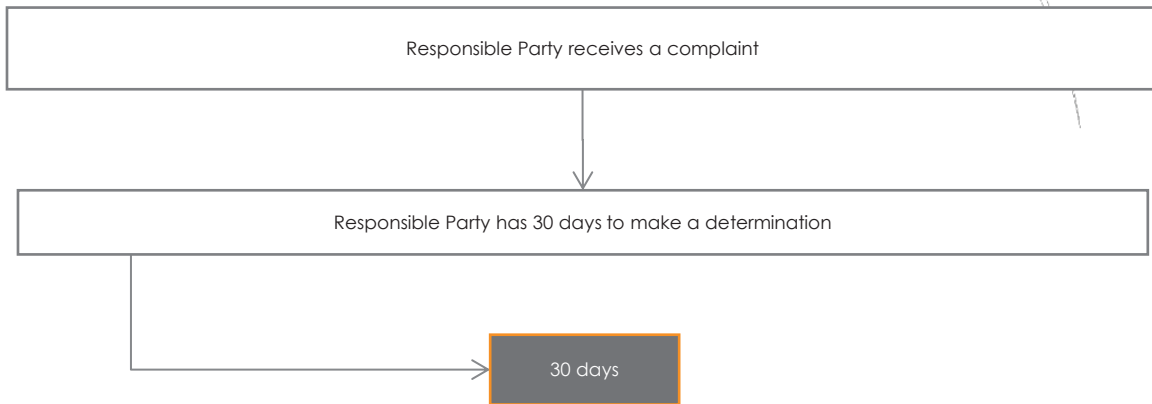 Responsible Party receives a complaint
Responsible Party has 30 days to make a determination
30 days